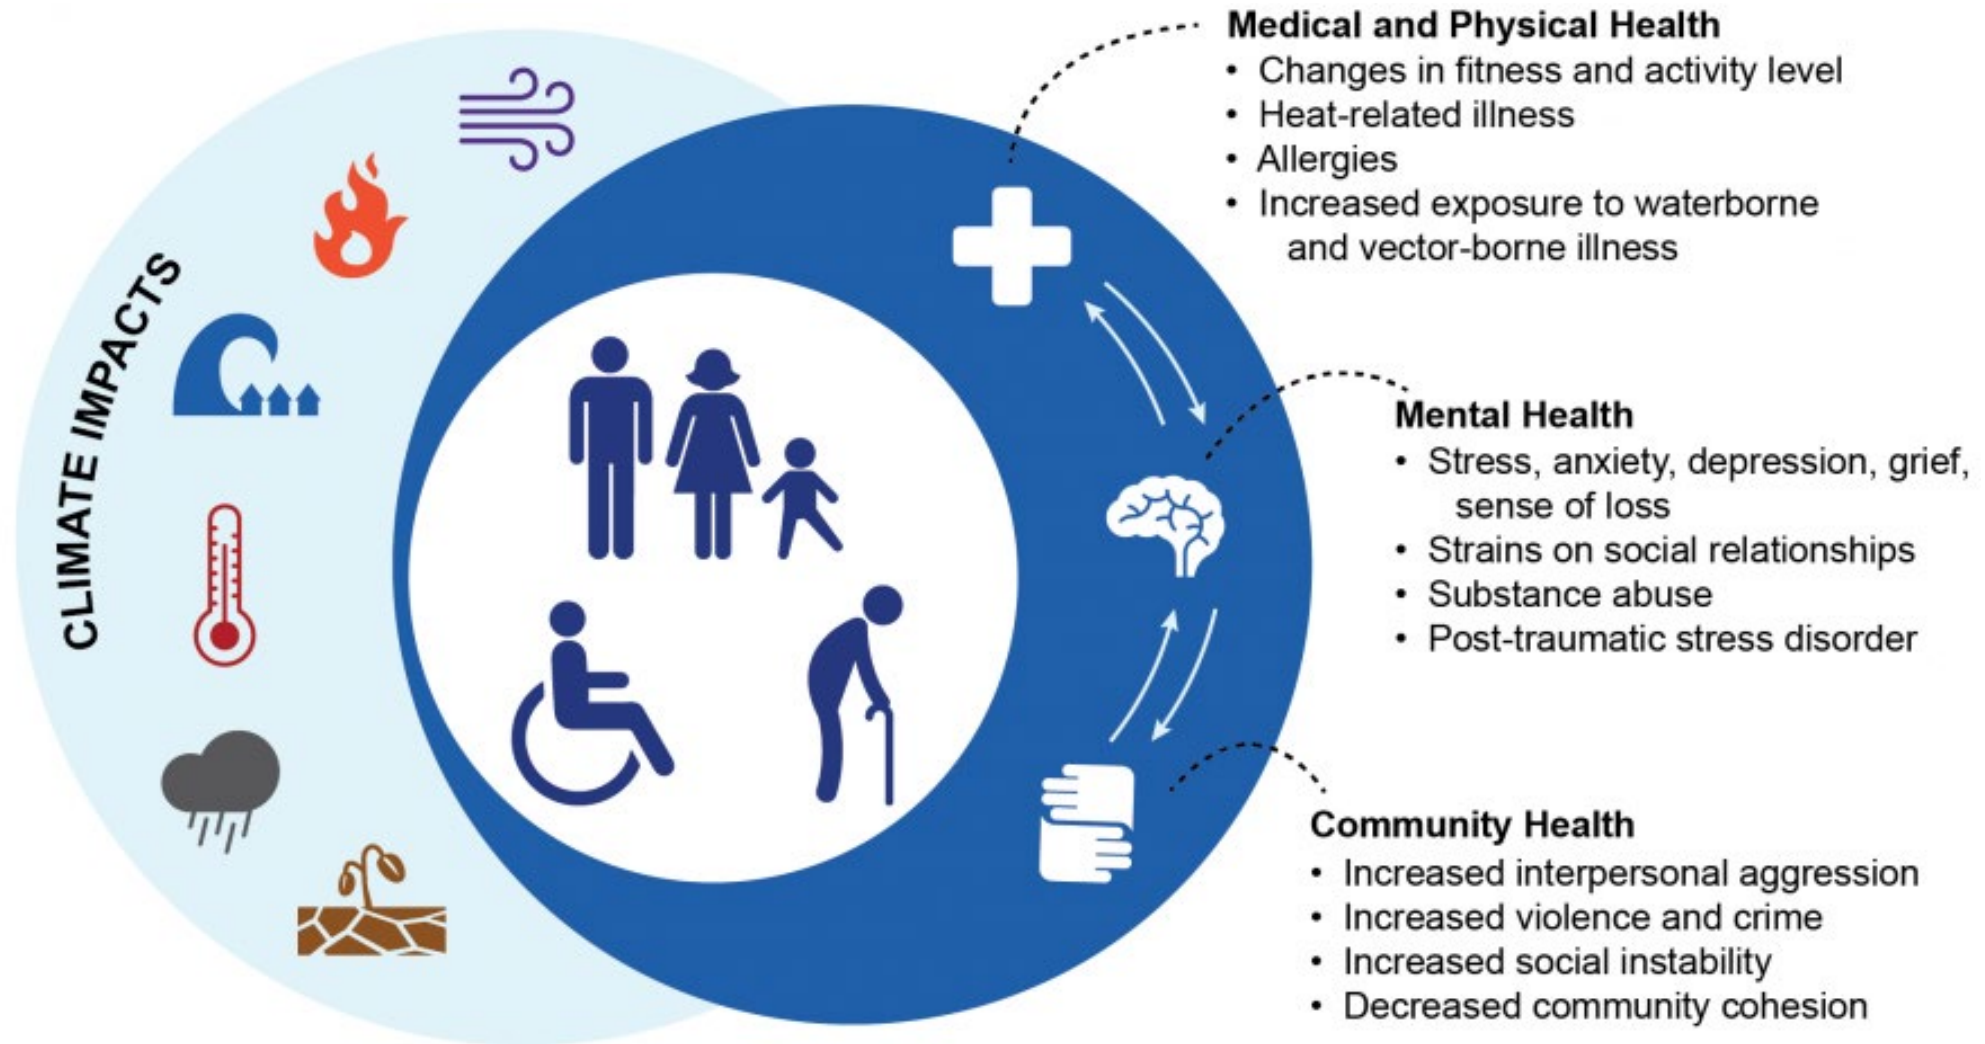 CLIMATE IMPACTS
Medical and Physical Health
• Changes in fitness and activity level
• Heat-related illness
• Allergies
• Increased exposure to waterborne
and vector-borne illness
Mental Health
• Stress, anxiety, depression, grief,
sense of loss
• Strains on social relationships
• Substance abuse
• Post-traumatic stress disorder
Community Health
• Increased interpersonal aggression
• Increased violence and crime
• Increased social instability
• Decreased community cohesion